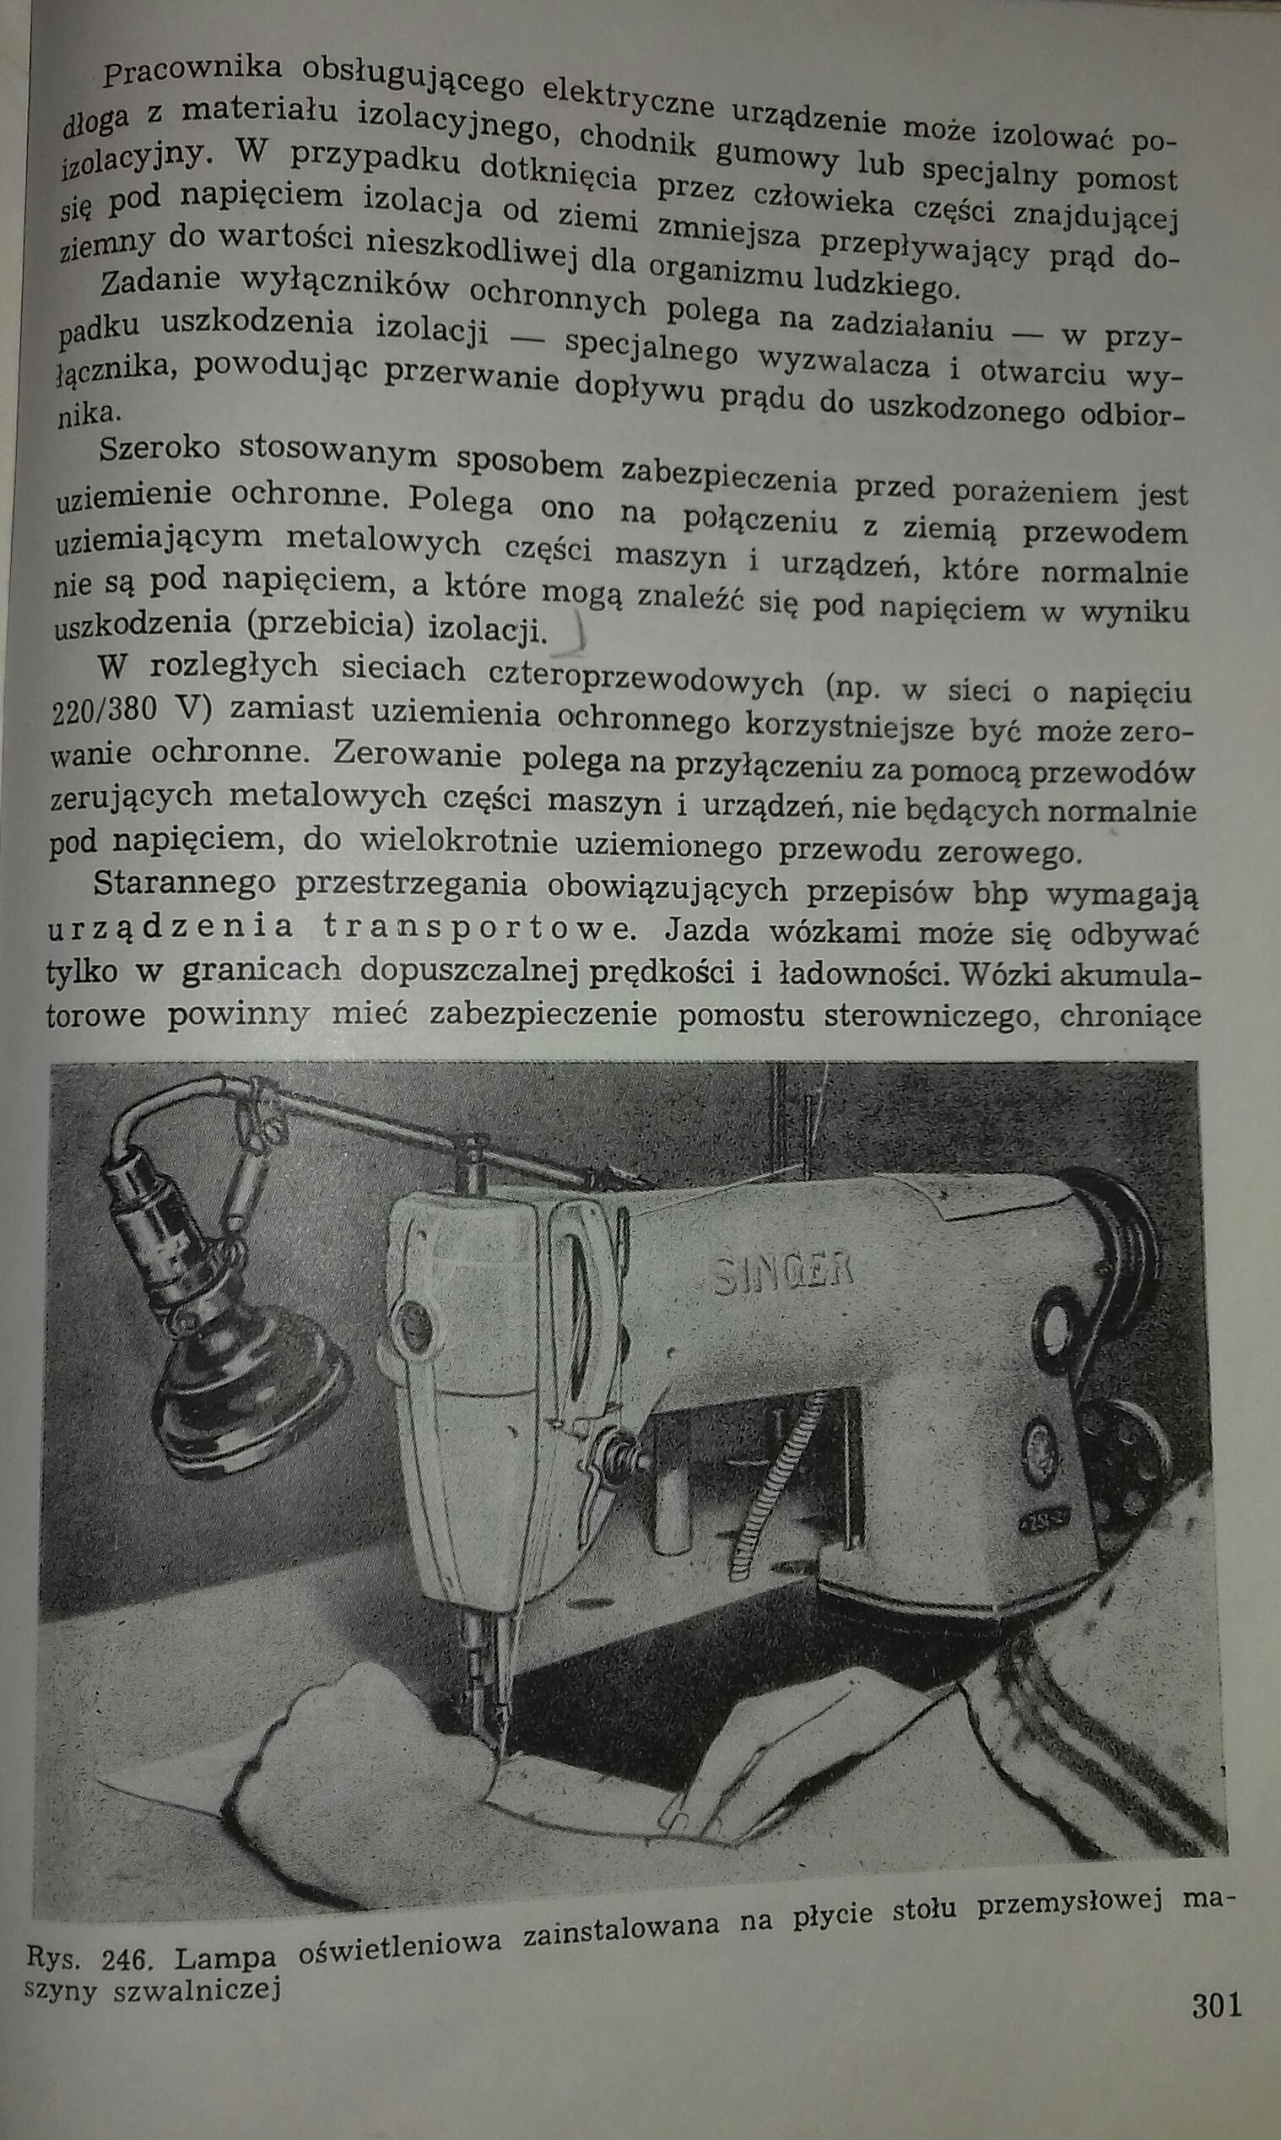 Pracownika obsługującego elektryczne urządzenie może izolować po-
dłoga z materiału izolacyjnego, chodnik gumowy lub specjalny pomost
izolacyjny. W przypadku dotknięcia przez człowieka części znajdującej
się pod napięciem izolacja od ziemi zmniejsza przepływający prąd do-
ziemny do wartości nieszkodliwej dla organizmu ludzkiego.
Zadanie wyłączników ochronnych polega na zadziałaniu — w przy-
padku uszkodzenia izolacji — specjalnego wyzwalacza i otwarciu wy-
łącznika, powodując przerwanie dopływu prądu do uszkodzonego odbior-
nika.
Szeroko stosowanym sposobem zabezpieczenia przed porażeniem jest
uziemienie ochronne. Polega ono na połączeniu z ziemią przewodem
uziemiającym metalowych części maszyn i urządzeń, które normalnie
nie są pod napięciem, a które mogą znaleźć się pod napięciem w wyniku
uszkodzenia (przebicia) izolacji.
W rozległych sieciach czteroprzewodowych (np. w sieci o napięciu
220/380 V) zamiast uziemienia ochronnego korzystniejsze być może zero-
wanie ochronne. Zerowanie polega na przyłączeniu za pomocą przewodów
zerujących metalowych części maszyn i urządzeń, nie będących normalnie
pod napięciem, do wielokrotnie uziemionego przewodu zerowego.
Starannego przestrzegania obowiązujących przepisów bhp wymagają
urządzenia transportowe. Jazda wózkami może się odbywać
tylko w granicach dopuszczalnej prędkości i ładowności. Wózki akumula-
torowe powinny mieć zabezpieczenie pomostu sterowniczego, chroniące
SINGER
Rys. 246. Lampa oświetleniowa zainstalowana na płycie stołu przemysłowej ma-
szyny szwalniczej
301